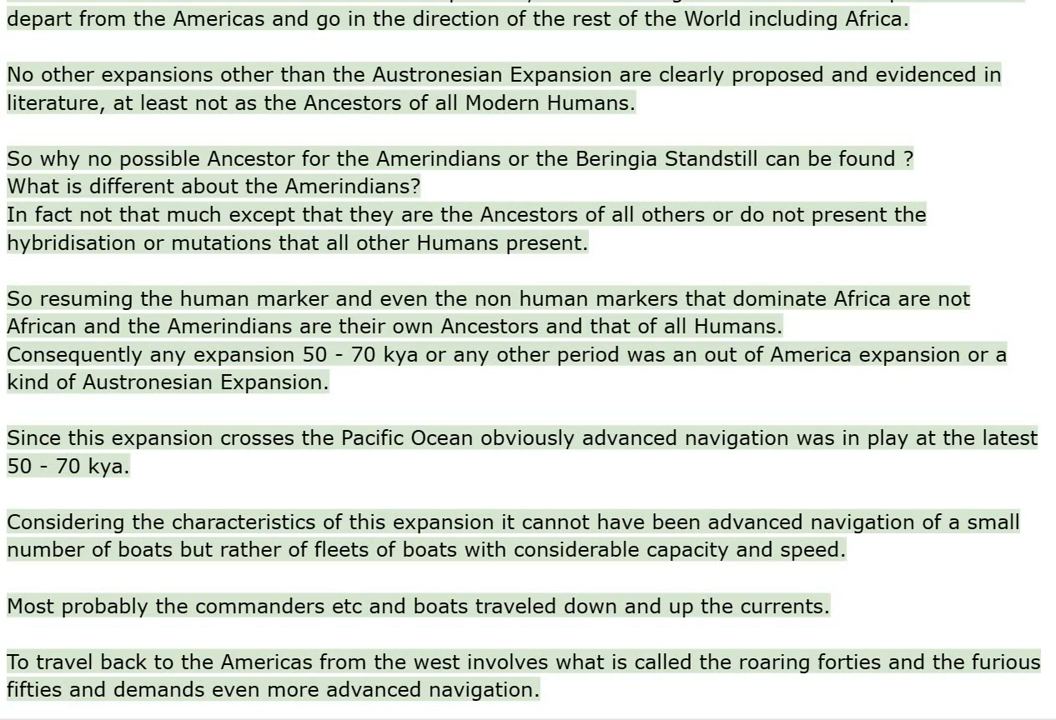 depart from the Americas and go in the direction of the rest of the World including Africa.
No other expansions other than the Austronesian Expansion are clearly proposed and evidenced in
literature, at least not as the Ancestors of all Modern Humans.
So why no possible Ancestor for the Amerindians or the Beringia Standstill can be found ?
What is different about the Amerindians?
In fact not that much except that they are the Ancestors of all others or do not present the
hybridisation or mutations that all other Humans present.
So resuming the human marker and even the non human markers that dominate Africa are not
African and the Amerindians are their own Ancestors and that of all Humans.
Consequently any expansion 50 - 70 kya or any other period was an out of America expansion or a
kind of Austronesian Expansion.
Since this expansion crosses the Pacific Ocean obviously advanced navigation was in play at the latest
50 - 70 kya.
Considering the characteristics of this expansion it cannot have been advanced navigation of a small
number of boats but rather of fleets of boats with considerable capacity and speed.
Most probably the commanders etc and boats traveled down and up the currents.
To travel back to the Americas from the west involves what is called the roaring forties and the furious
fifties and demands even more advanced navigation.